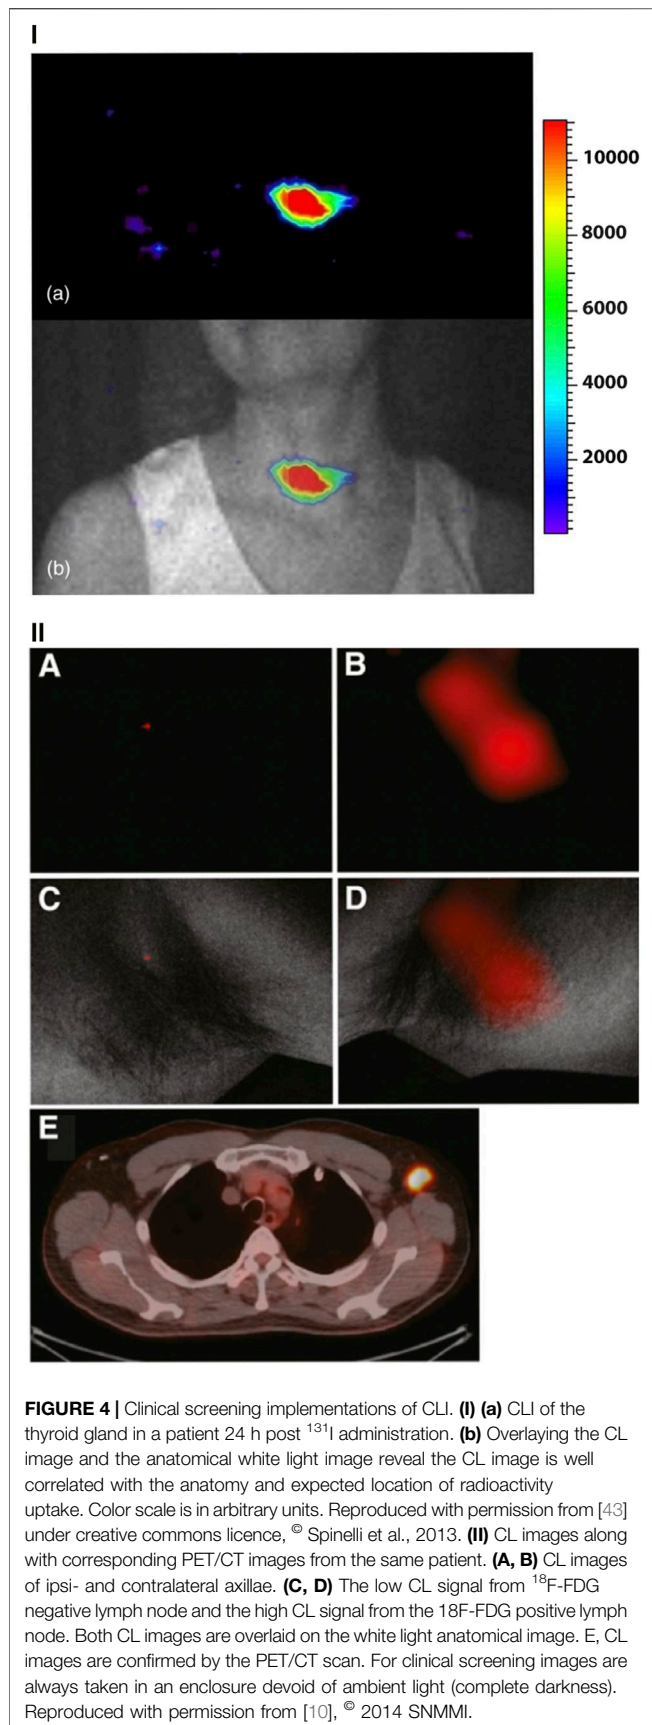 I
(a)
10000
8000
6000
4000
2000
(b)
II
A
B
C
D
E
FIGURE 4 | Clinical screening implementations of CLI. (I) (a) CLI of the
thyroid gland in a patient 24 h post 131I administration. (b) Overlaying the CL
image and the anatomical white light image reveal the CL image is well
correlated with the anatomy and expected location of radioactivity
uptake. Color scale is in arbitrary units. Reproduced with permission from [43]
under creative commons licence, © Spinelli et al., 2013. (II) CL images along
with corresponding PET/CT images from the same patient. (A, B) CL images
of ipsi- and contralateral axillae. (C, D) The low CL signal from 18F-FDG
negative lymph node and the high CL signal from the 18F-FDG positive lymph
node. Both CL images are overlaid on the white light anatomical image. E, CL
images are confirmed by the PET/CT scan. For clinical screening images are
always taken in an enclosure devoid of ambient light (complete darkness).
Reproduced with permission from [10], © 2014 SNMMI.